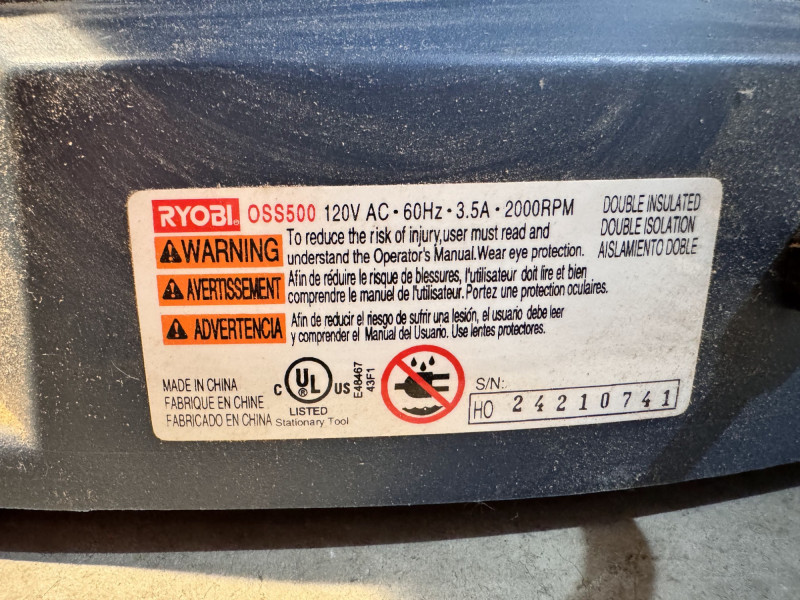 RYOBI. OSS500 120V AC • 60Hz • 3.5A • 2000RPM
DOUBLE INSULATED
DOUBLE ISOLATION
AISLAMIENTO DOBLE
WARNING To reduce the risk of injury,user must read and
understand the Operator's Manual.Wear eye protection.
AVERTISSEMENT Afin de réduire le risque de blessures, l'utilisateur doit lire et bien
comprendre le manuel de l'utilisateur. Portez une protection oculaires.
ADVERTENCIA Afin de reducir el riesgo de sufrir una lesión, el usuario debe leer
y comprender el Manual del Usuario. Use lentes protectores.
MADE IN CHINA
FABRIQUE EN CHINE
FABRICADO EN CHINA
C UL ® US
LISTED
Stationary Tool
E48467
43F1
S/N:
HO 24210741